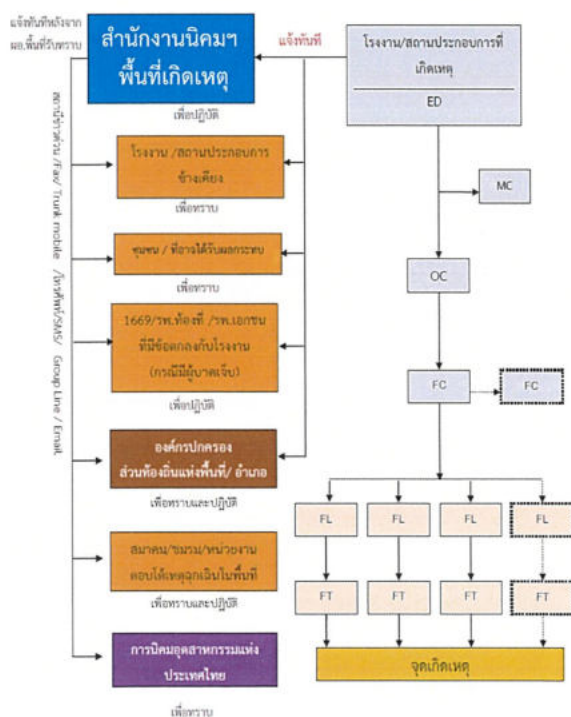 แจ้งทันทีหลังจาก
ผอ.พื้นที่รับทราบ
สำนักงานนิคมฯ
พื้นที่เกิดเหตุ
เพื่อปฏิบัติ
แจ้งทันที
โรงงาน/สถานประกอบการที่
เกิดเหตุ
ED
สถานีข่าวด่วน /Fax/ Trunk mobile /โทรศัพท์/SMS/ Group Line / Email
โรงงาน /สถานประกอบการ
ข้างเคียง
เพื่อทราบ
MC
ชุมชน / ที่อาจได้รับผลกระทบ
เพื่อทราบ
OC
1669/รพ.ท้องที่ /รพ.เอกชน
ที่มีข้อตกลงกับโรงงาน
(กรณีมีผู้บาดเจ็บ)
เพื่อปฏิบัติ
FC
FC
องค์กรปกครอง
ส่วนท้องถิ่นแห่งพื้นที่/ อำเภอ
เพื่อทราบและปฏิบัติ
FL
FL
FL
FL
สมาคม/ชมรม/หน่วยงาน
ตอบโต้เหตุฉุกเฉินในพื้นที่
เพื่อทราบและปฏิบัติ
FT
FT
FT
FT
การนิคมอุตสาหกรรมแห่ง
ประเทศไทย
เพื่อทราบ
จุดเกิดเหตุ